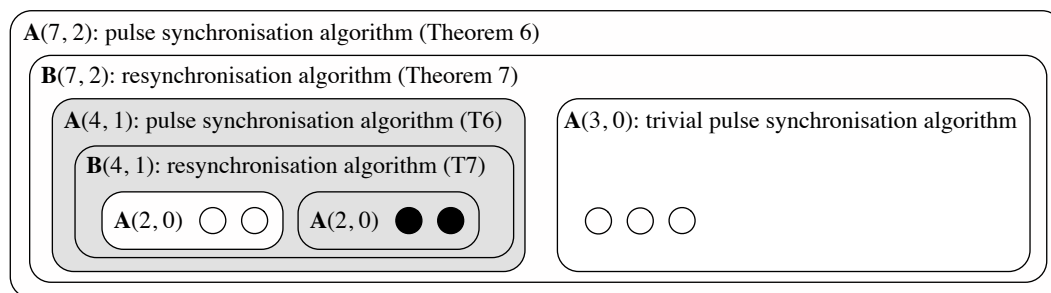 A(7, 2): pulse synchronisation algorithm (Theorem 6)
B(7, 2): resynchronisation algorithm (Theorem 7)
A(4, 1): pulse synchronisation algorithm (T6)
B(4, 1): resynchronisation algorithm (T7)
A(2, 0)
A(2, 0)
A(3, 0): trivial pulse synchronisation algorithm